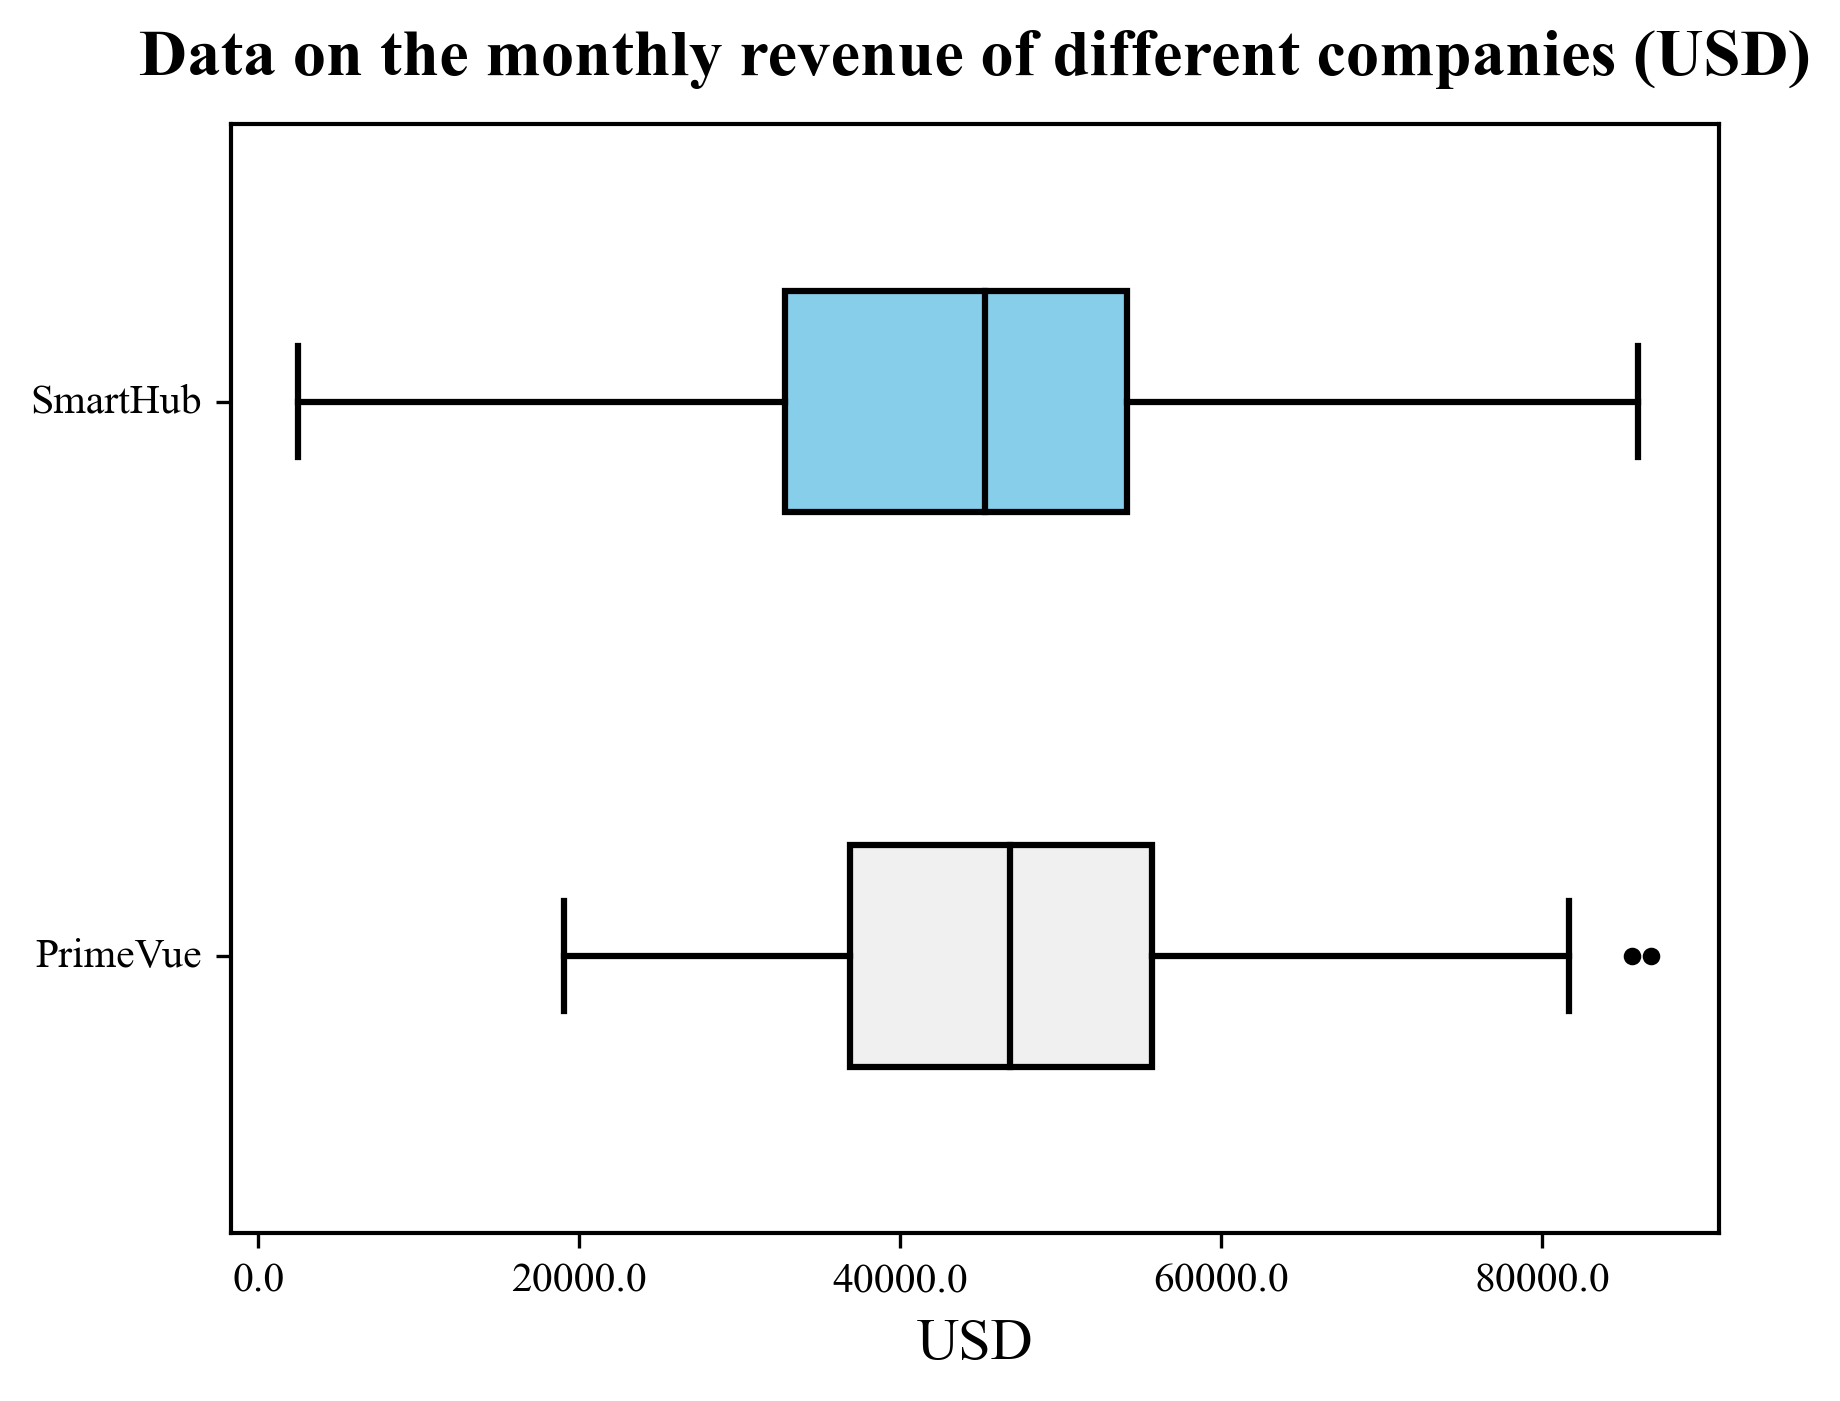 Data on the monthly revenue of different companies (USD)
SmartHub
PrimeVue
0.0 20000.0 40000.0 60000.0 80000.0
USD